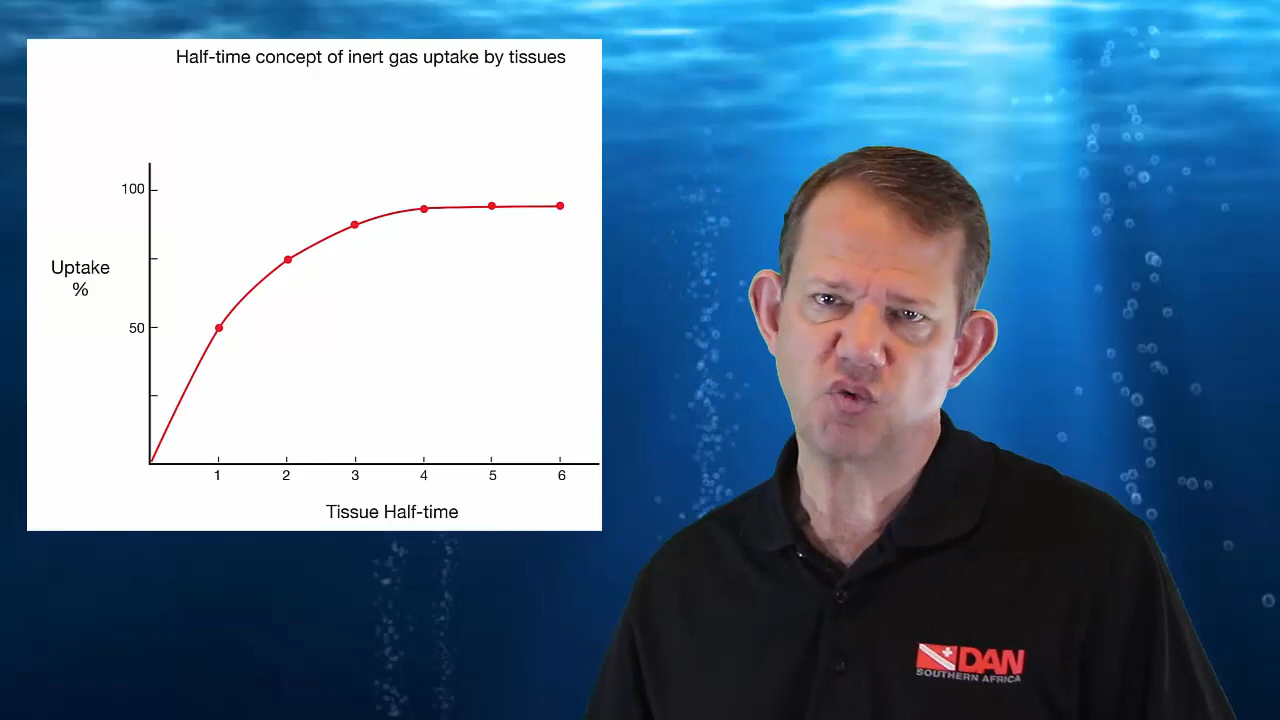 Half-time concept of inert gas uptake by tissues
100
Uptake
%
50
1 2 3 4 5 6
Tissue Half-time
DAN
SOUTHERN AFRICA